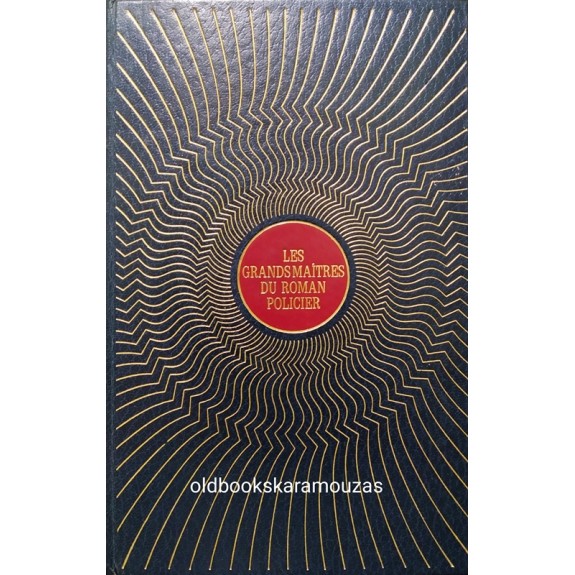 LES
GRANDS MAÎTRES
DU ROMAN
POLICIER
oldbookskaramouzas